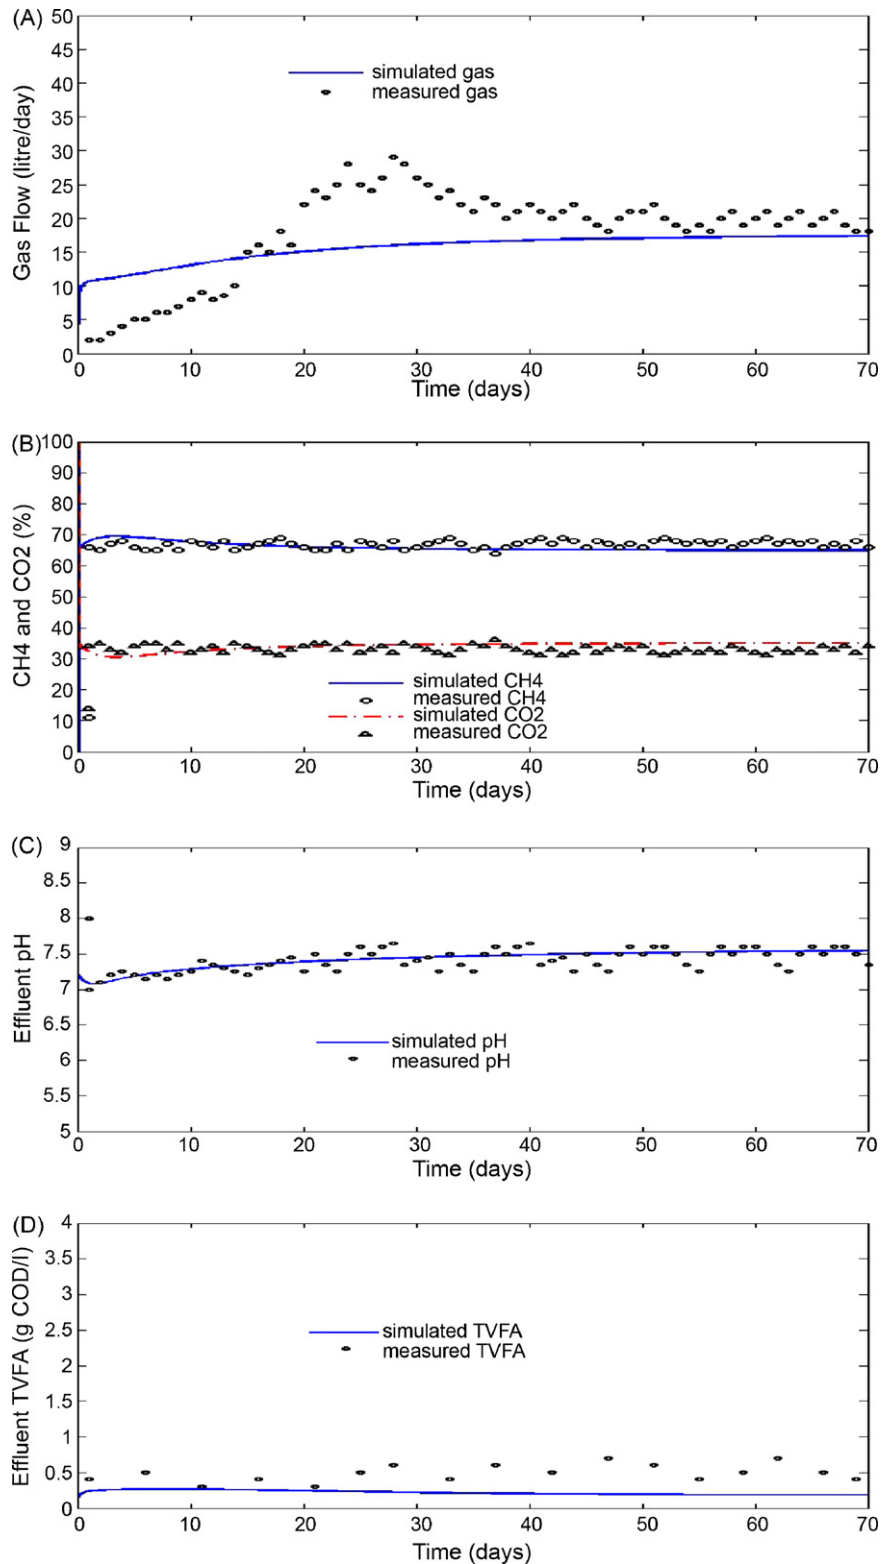 (A)
50
45
40
35
30
25
20
15
10
5
0
Gas Flow (litre/day)
simulated gas
measured gas
0 10 20 30 40 50 60 70
Time (days)
(B)
100
90
80
70
60
50
40
30
20
10
0
CH4 and CO2 (%)
simulated CH4
measured CH4
simulated CO2
measured CO2
0 10 20 30 40 50 60 70
Time (days)
(C)
9
8.5
8
7.5
7
6.5
6
5.5
5
Effluent pH
simulated pH
measured pH
0 10 20 30 40 50 60 70
Time (days)
(D)
4
3.5
3
2.5
2
1.5
1
0.5
0
Effluent TVFA (g COD/l)
simulated TVFA
measured TVFA
0 10 20 30 40 50 60 70
Time (days)